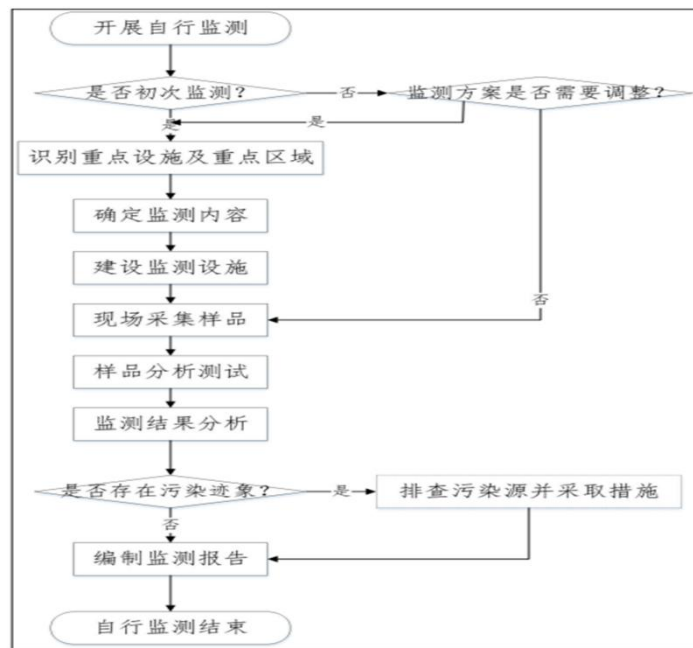 开展自行监测
是否初次监测？
否
监测方案是否需要调整？
是
是
识别重点设施及重点区域
确定监测内容
建设监测设施
否
现场采集样品
样品分析测试
监测结果分析
是否存在污染迹象？
是
排查污染源并采取措施
否
编制监测报告
自行监测结束